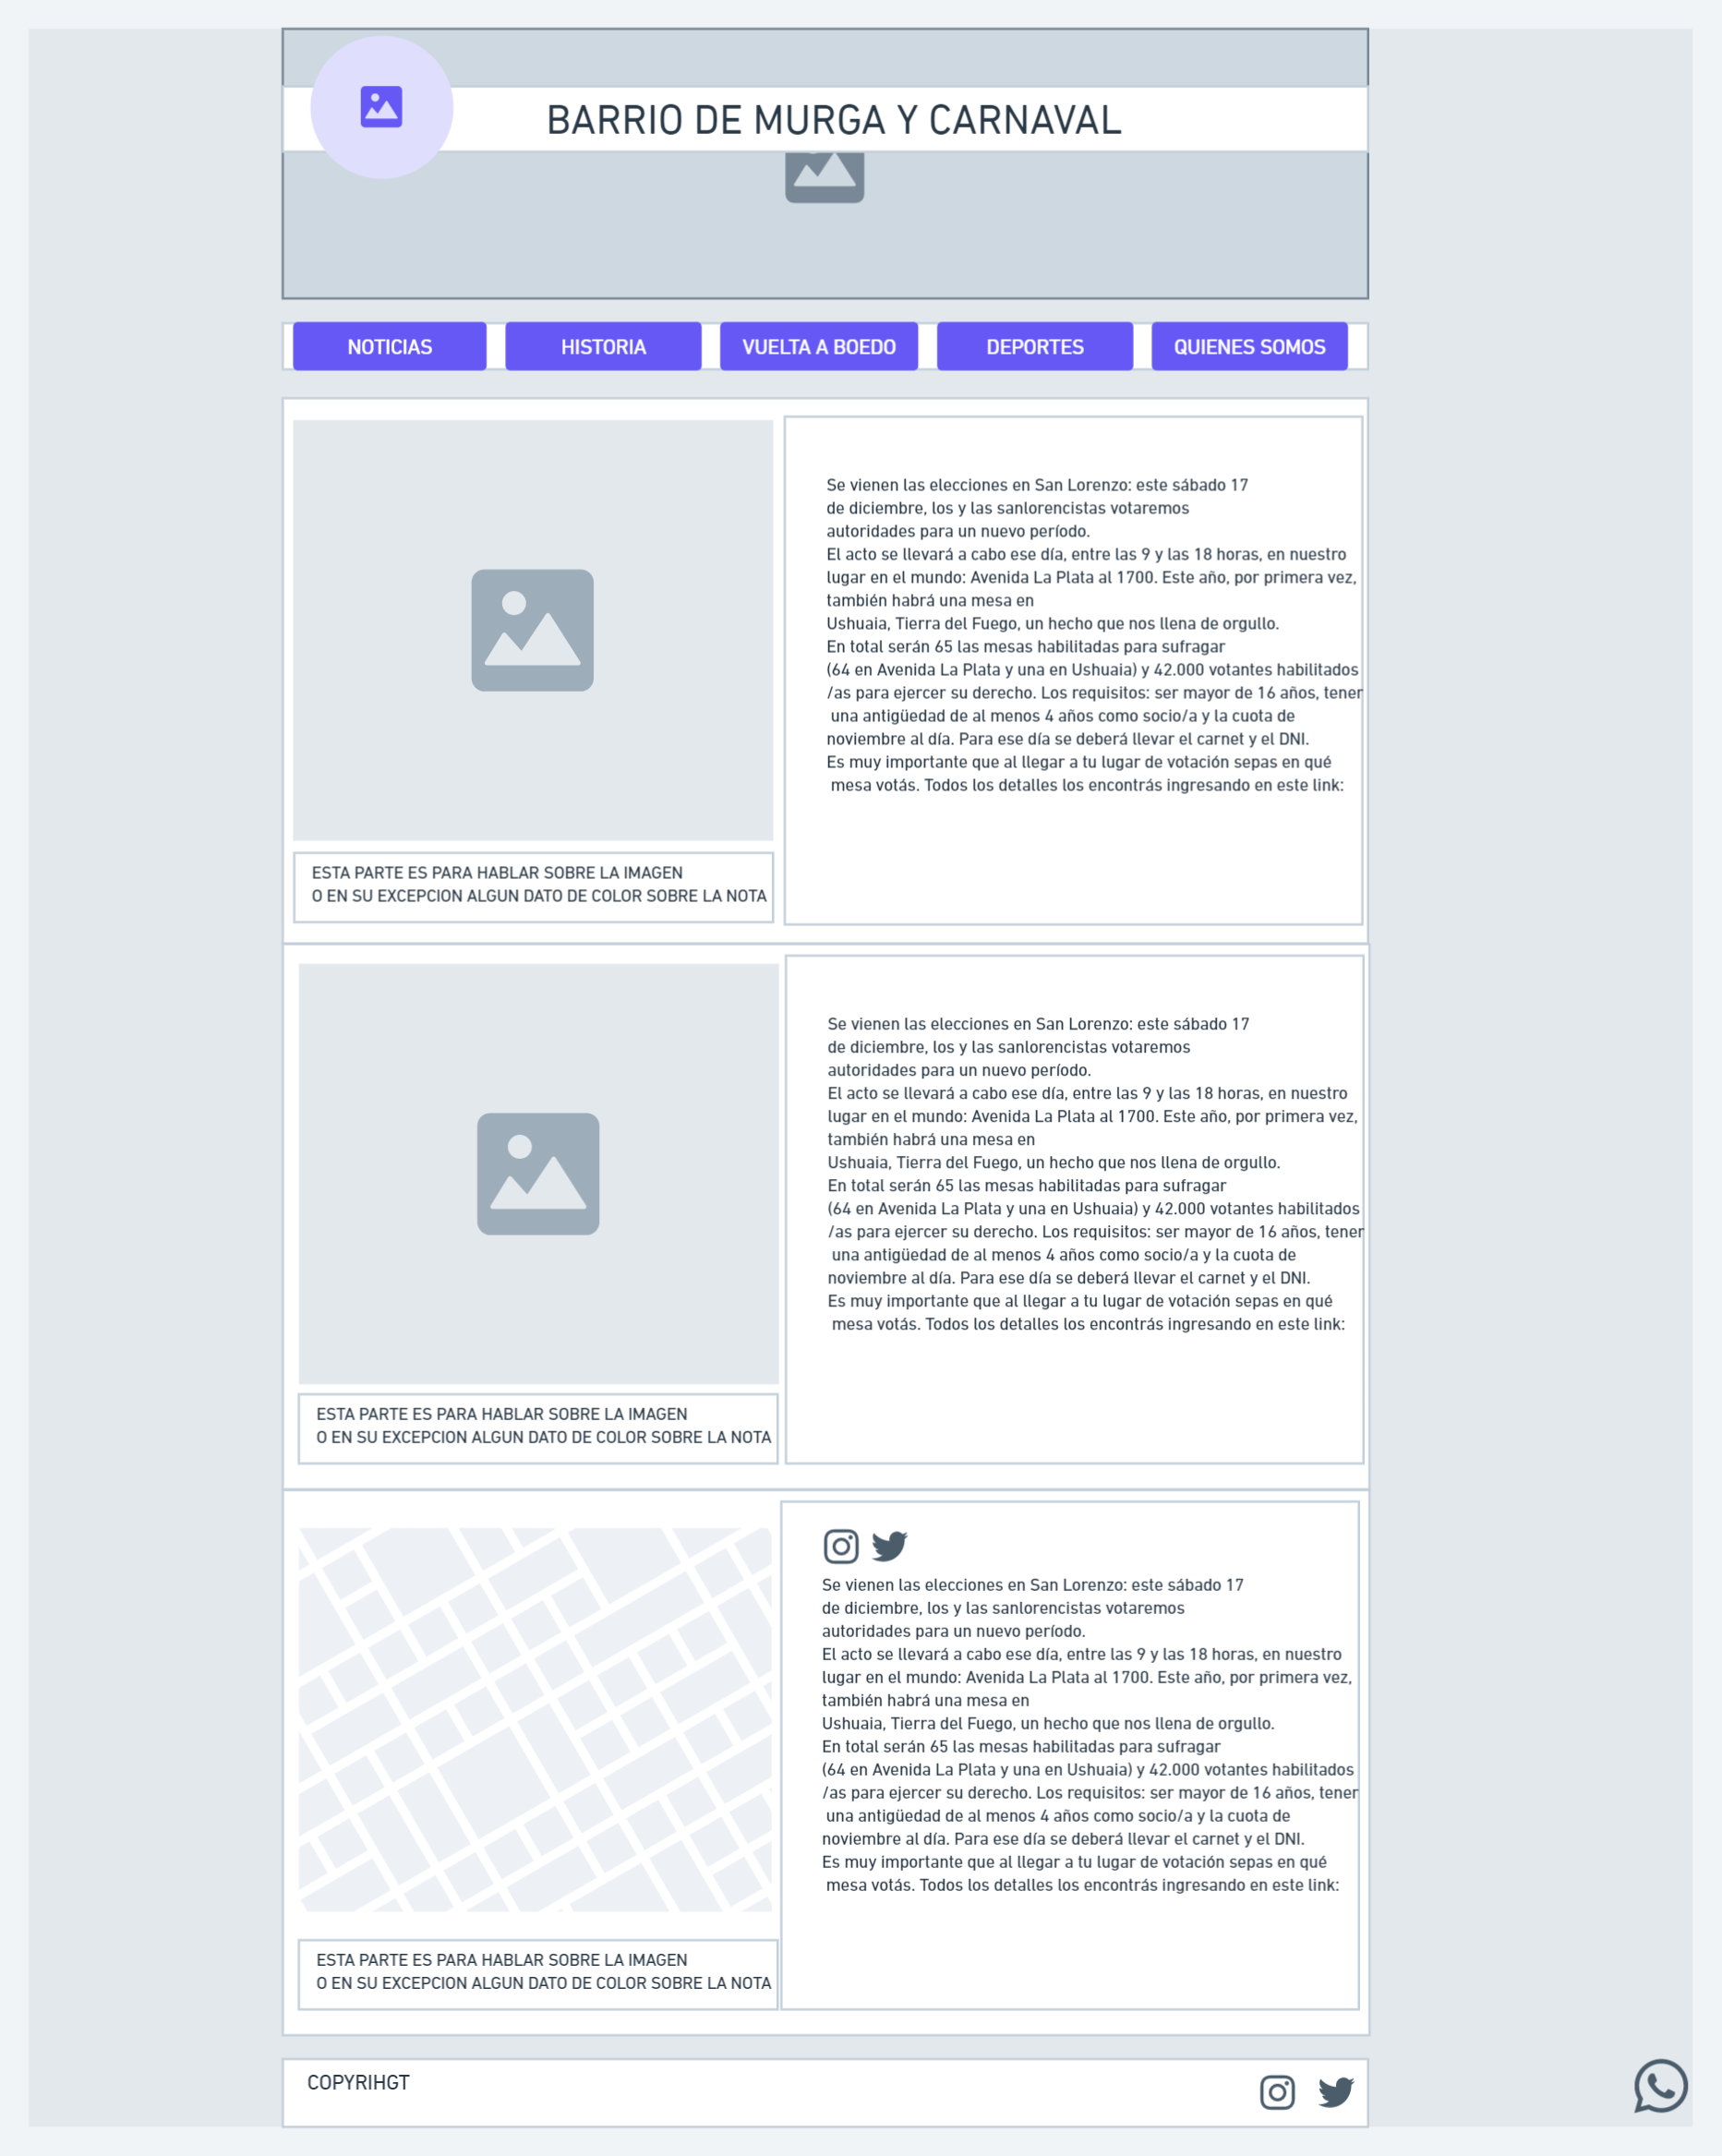 BARRIO DE MURGA Y CARNAVAL
NOTICIAS
HISTORIA
VUELTA A BOEDO
DEPORTES
QUIENES SOMOS
Se vienen las elecciones en San Lorenzo: este sábado 17
de diciembre, los y las sanlorencistas votaremos
autoridades para un nuevo período.
El acto se llevará a cabo ese día, entre las 9 y las 18 horas, en nuestro
lugar en el mundo: Avenida La Plata al 1700. Este año, por primera vez,
también habrá una mesa en
Ushuaia, Tierra del Fuego, un hecho que nos llena de orgullo.
En total serán 65 las mesas habilitadas para sufragar
(64 en Avenida La Plata y una en Ushuaia) y 42.000 votantes habilitados
/as para ejercer su derecho. Los requisitos: ser mayor de 16 años, tener
una antigüedad de al menos 4 años como socio/a y la cuota de
noviembre al día. Para ese día se deberá llevar el carnet y el DNI.
Es muy importante que al llegar a tu lugar de votación sepas en qué
mesa votás. Todos los detalles los encontrás ingresando en este link:
ESTA PARTE ES PARA HABLAR SOBRE LA IMAGEN
O EN SU EXCEPCION ALGUN DATO DE COLOR SOBRE LA NOTA
Se vienen las elecciones en San Lorenzo: este sábado 17
de diciembre, los y las sanlorencistas votaremos
autoridades para un nuevo período.
El acto se llevará a cabo ese día, entre las 9 y las 18 horas, en nuestro
lugar en el mundo: Avenida La Plata al 1700. Este año, por primera vez,
también habrá una mesa en
Ushuaia, Tierra del Fuego, un hecho que nos llena de orgullo.
En total serán 65 las mesas habilitadas para sufragar
(64 en Avenida La Plata y una en Ushuaia) y 42.000 votantes habilitados
/as para ejercer su derecho. Los requisitos: ser mayor de 16 años, tener
una antigüedad de al menos 4 años como socio/a y la cuota de
noviembre al día. Para ese día se deberá llevar el carnet y el DNI.
Es muy importante que al llegar a tu lugar de votación sepas en qué
mesa votás. Todos los detalles los encontrás ingresando en este link:
ESTA PARTE ES PARA HABLAR SOBRE LA IMAGEN
O EN SU EXCEPCION ALGUN DATO DE COLOR SOBRE LA NOTA
Se vienen las elecciones en San Lorenzo: este sábado 17
de diciembre, los y las sanlorencistas votaremos
autoridades para un nuevo período.
El acto se llevará a cabo ese día, entre las 9 y las 18 horas, en nuestro
lugar en el mundo: Avenida La Plata al 1700. Este año, por primera vez,
también habrá una mesa en
Ushuaia, Tierra del Fuego, un hecho que nos llena de orgullo.
En total serán 65 las mesas habilitadas para sufragar
(64 en Avenida La Plata y una en Ushuaia) y 42.000 votantes habilitados
/as para ejercer su derecho. Los requisitos: ser mayor de 16 años, tener
una antigüedad de al menos 4 años como socio/a y la cuota de
noviembre al día. Para ese día se deberá llevar el carnet y el DNI.
Es muy importante que al llegar a tu lugar de votación sepas en qué
mesa votás. Todos los detalles los encontrás ingresando en este link:
ESTA PARTE ES PARA HABLAR SOBRE LA IMAGEN
O EN SU EXCEPCION ALGUN DATO DE COLOR SOBRE LA NOTA
COPYRIHGT